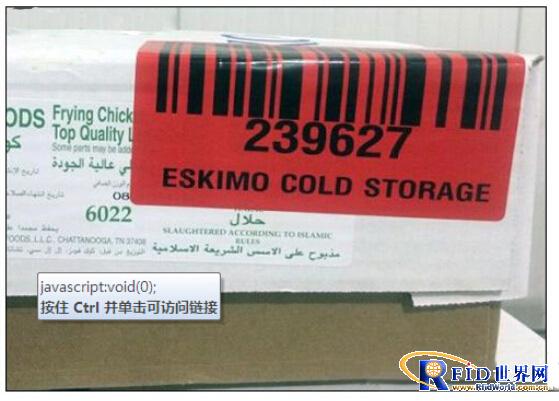 239627
ESKIMO COLD STORAGE
ODS Frying Chick
Top Quality L
Some parts may be
لي عالية الجودة
08
6022
حلال
SLAUGHTERED ACCORDING TO ISLAMIC
RULES
مذبوح على الاسس الشريعة الاسلامية
FOODS, L.L.C. CHATTANOOGA, TN 37408
javascript:void(0);
按住 Ctrl 并单击可访问链接
RFID世界网
www.RfidWorld.com.cn